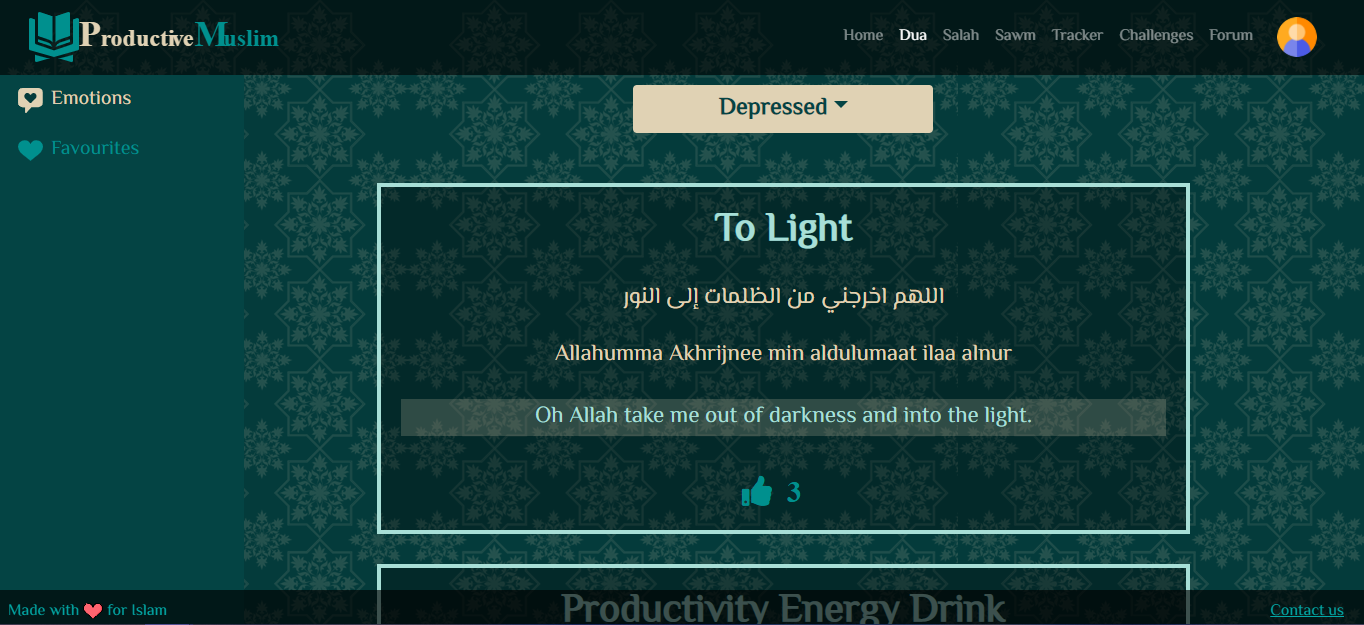 ProductiveMuslim
Home Dua Salah Sawm Tracker Challenges Forum
Emotions
Favourites
Depressed
To Light
اللهم اخرجني من الظلمات إلى النور
Allahumma Akhrijnee min aldulumaat ilaa alnur
Oh Allah take me out of darkness and into the light.
3
Productivity Energy Drink
Made with ❤ for Islam
Contact us